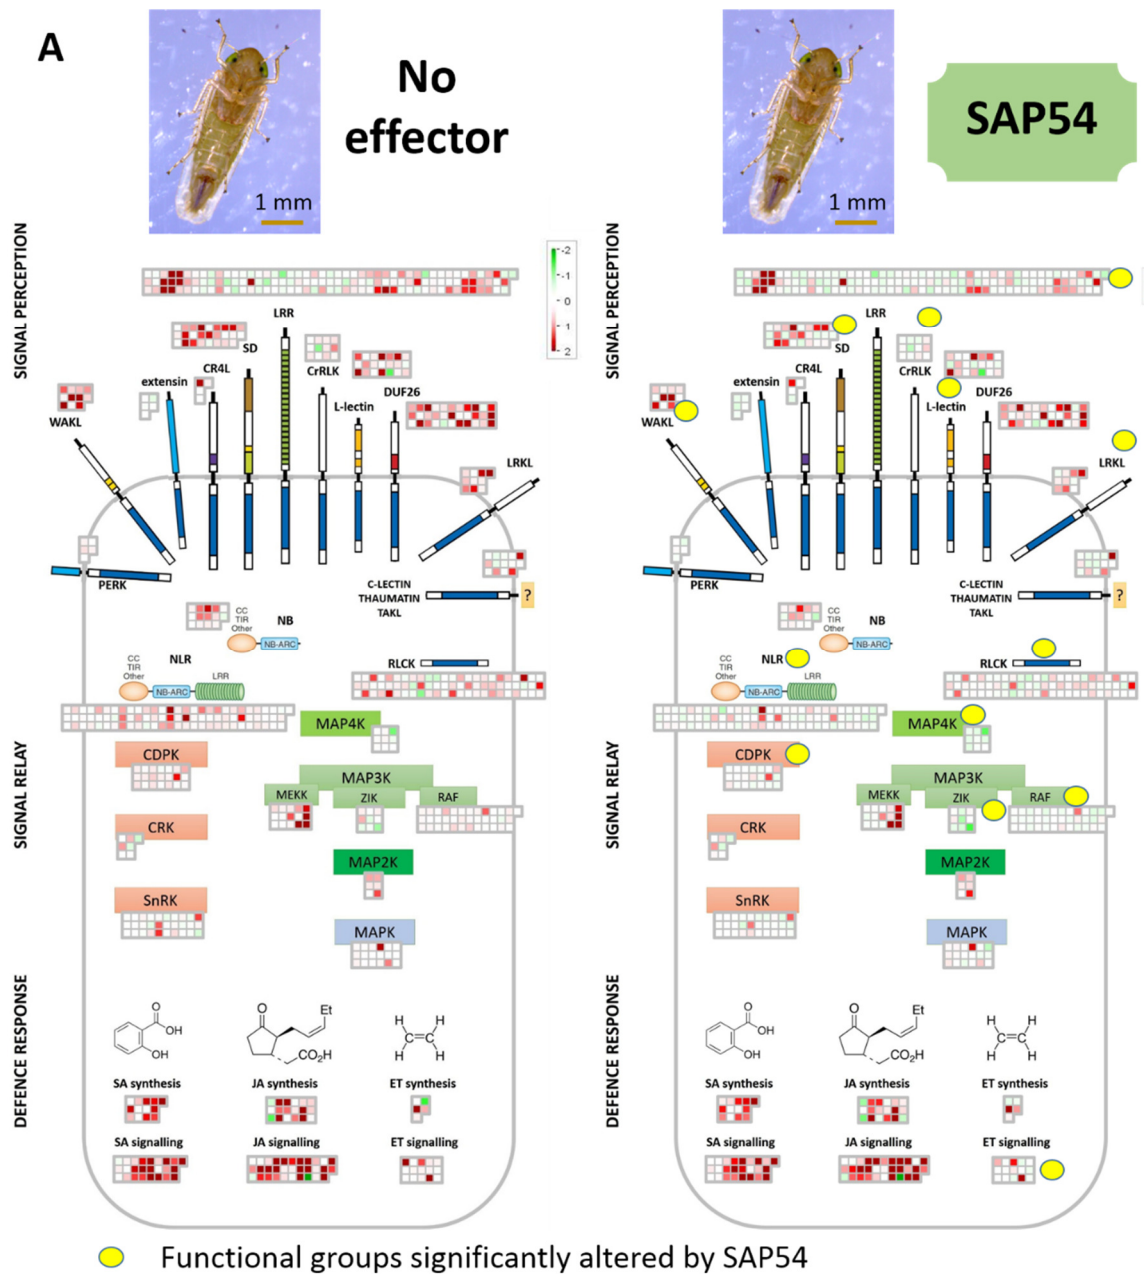 A
No
effector
1 mm
SIGNAL PERCEPTION
-2
-1
0
1
2
LRR
SD
CR4L
CrRLK
extensin
DUF26
L-lectin
WAKL
LRKL
PERK
C-LECTIN
THAUMATIN
TAKL
?
CC
TIR
Other
NB
NB-ARC
CC
TIR
Other
NLR
LRR
NB-ARC
RLCK
SIGNAL RELAY
MAP4K
CDPK
MAP3K
MEKK
ZIK
RAF
CRK
MAP2K
SnRK
MAPK
DEFENCE RESPONSE
O
OH
OH
O
Et
CO₂H
H
H
C=C
H
H
SA synthesis
JA synthesis
ET synthesis
SA signalling
JA signalling
ET signalling
1 mm
SAP54
SIGNAL PERCEPTION
LRR
SD
CR4L
CrRLK
extensin
DUF26
L-lectin
WAKL
LRKL
PERK
C-LECTIN
THAUMATIN
TAKL
?
CC
TIR
Other
NB
NB-ARC
CC
TIR
Other
NLR
LRR
NB-ARC
RLCK
SIGNAL RELAY
MAP4K
CDPK
MAP3K
MEKK
ZIK
RAF
CRK
MAP2K
SnRK
MAPK
DEFENCE RESPONSE
O
OH
OH
O
Et
CO₂H
H
H
C=C
H
H
SA synthesis
JA synthesis
ET synthesis
SA signalling
JA signalling
ET signalling
Functional groups significantly altered by SAP54